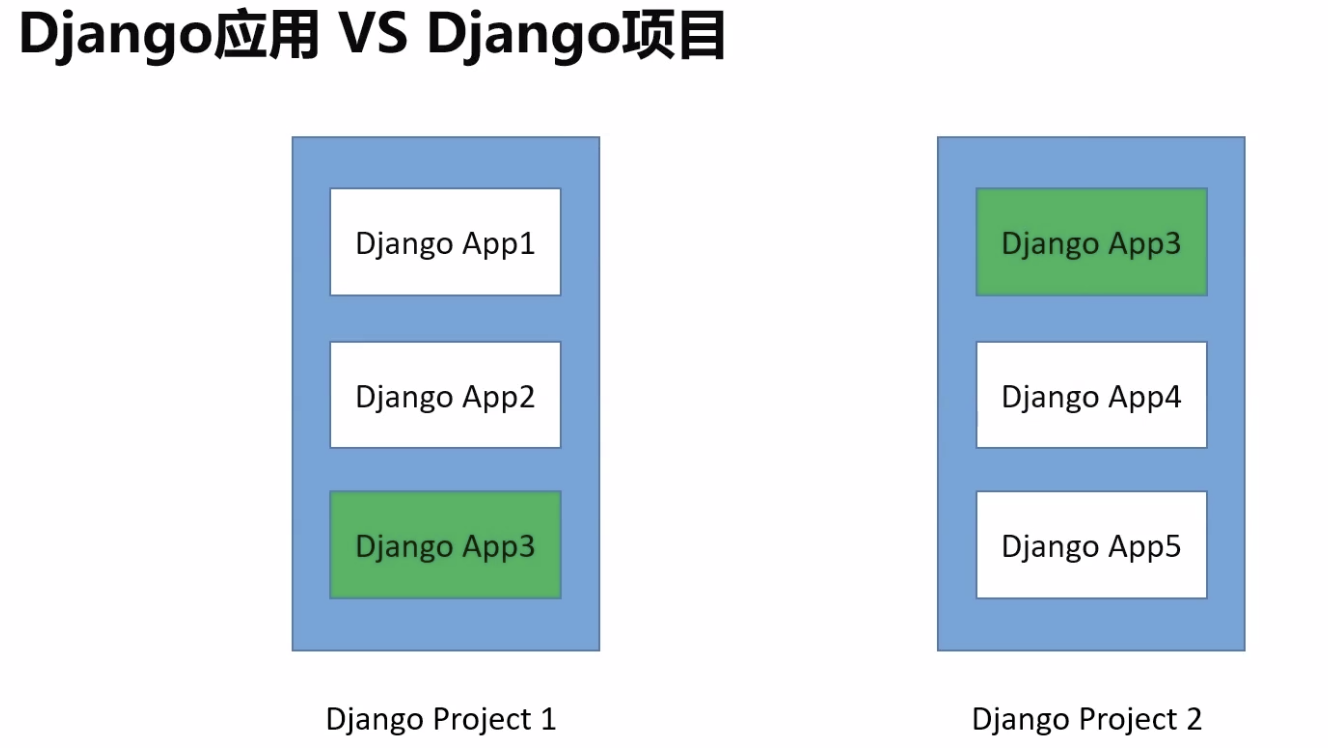 Django应用 VS Django项目
Django App1
Django App2
Django App3
Django Project 1
Django App3
Django App4
Django App5
Django Project 2